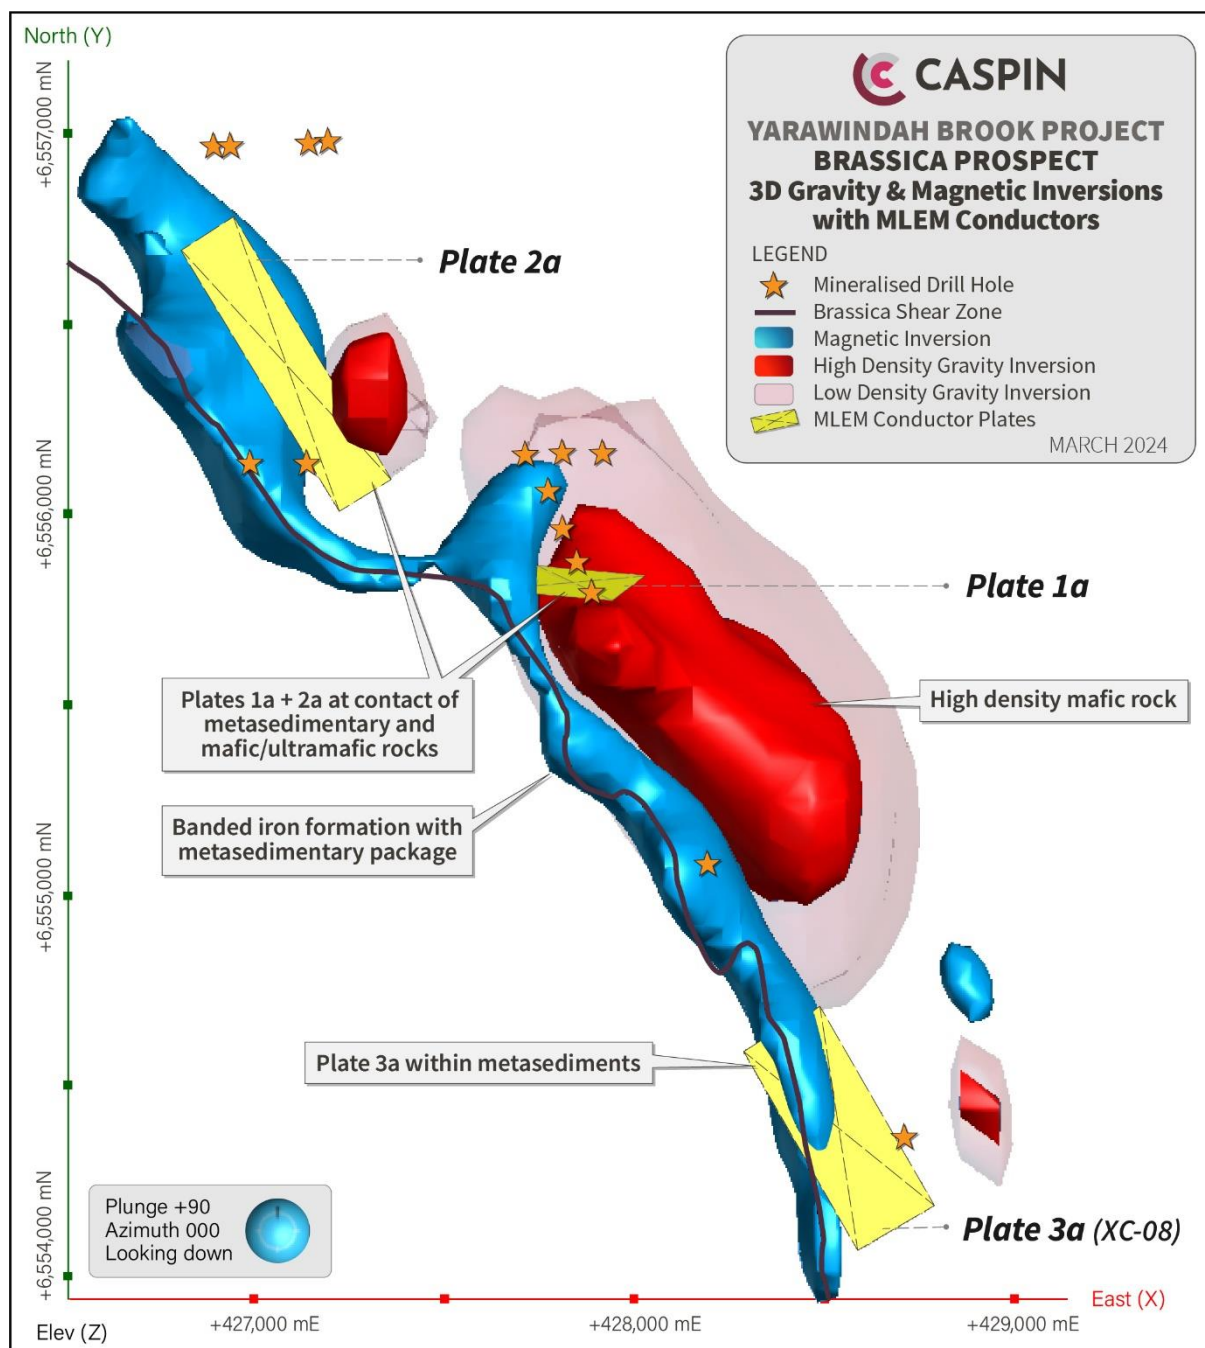 North (Y)
+6,557,000 mN
CASPIN
YARAWINDAH BROOK PROJECT
BRASSICA PROSPECT
3D Gravity & Magnetic Inversions
with MLEM Conductors
LEGEND
Mineralised Drill Hole
Brassica Shear Zone
Magnetic Inversion
High Density Gravity Inversion
Low Density Gravity Inversion
MLEM Conductor Plates
MARCH 2024
Plate 2a
+6,556,000 mN
Plate 1a
Plates 1a + 2a at contact of
metasedimentary and
mafic/ultramafic rocks
High density mafic rock
Banded iron formation with
metasedimentary package
+6,555,000 mN
Plate 3a within metasediments
+6,554,000 mN
Plunge +90
Azimuth 000
Looking down
Plate 3a (XC-08)
East (X)
Elev (Z)
+427,000 mE
+428,000 mE
+429,000 mE